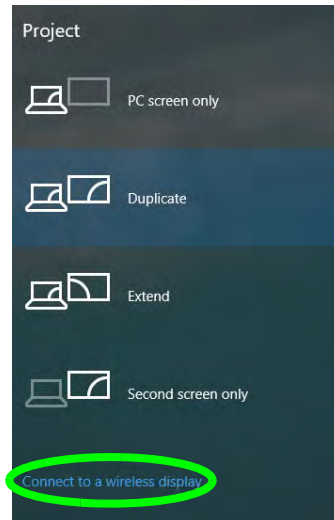 Project
PC screen only
Duplicate
Extend
Second screen only
Connect to a wireless display